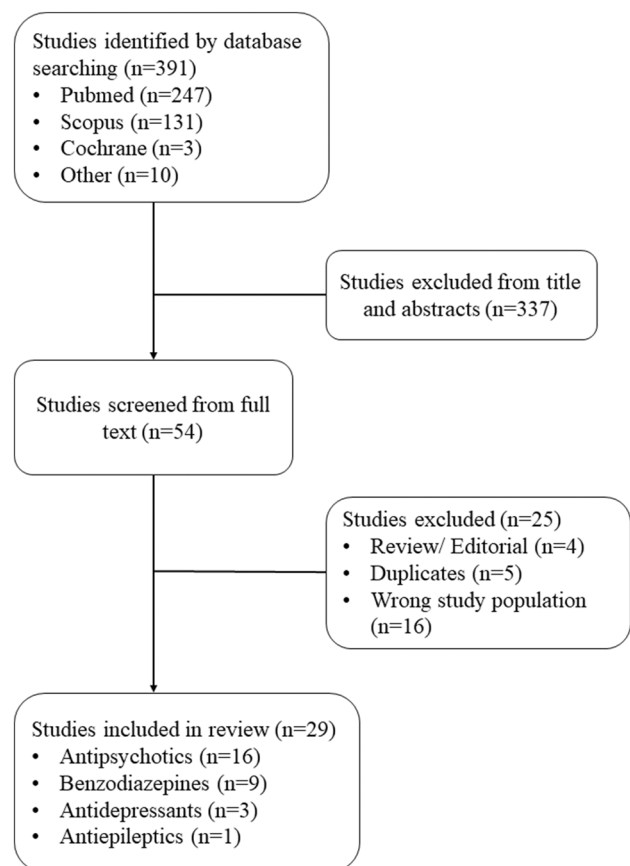 Studies identified by database
searching (n=391)
• Pubmed (n=247)
• Scopus (n=131)
• Cochrane (n=3)
• Other (n=10)
Studies excluded from title
and abstracts (n=337)
Studies screened from full
text (n=54)
Studies excluded (n=25)
• Review/ Editorial (n=4)
• Duplicates (n=5)
• Wrong study population
(n=16)
Studies included in review (n=29)
• Antipsychotics (n=16)
• Benzodiazepines (n=9)
• Antidepressants (n=3)
• Antiepileptics (n=1)